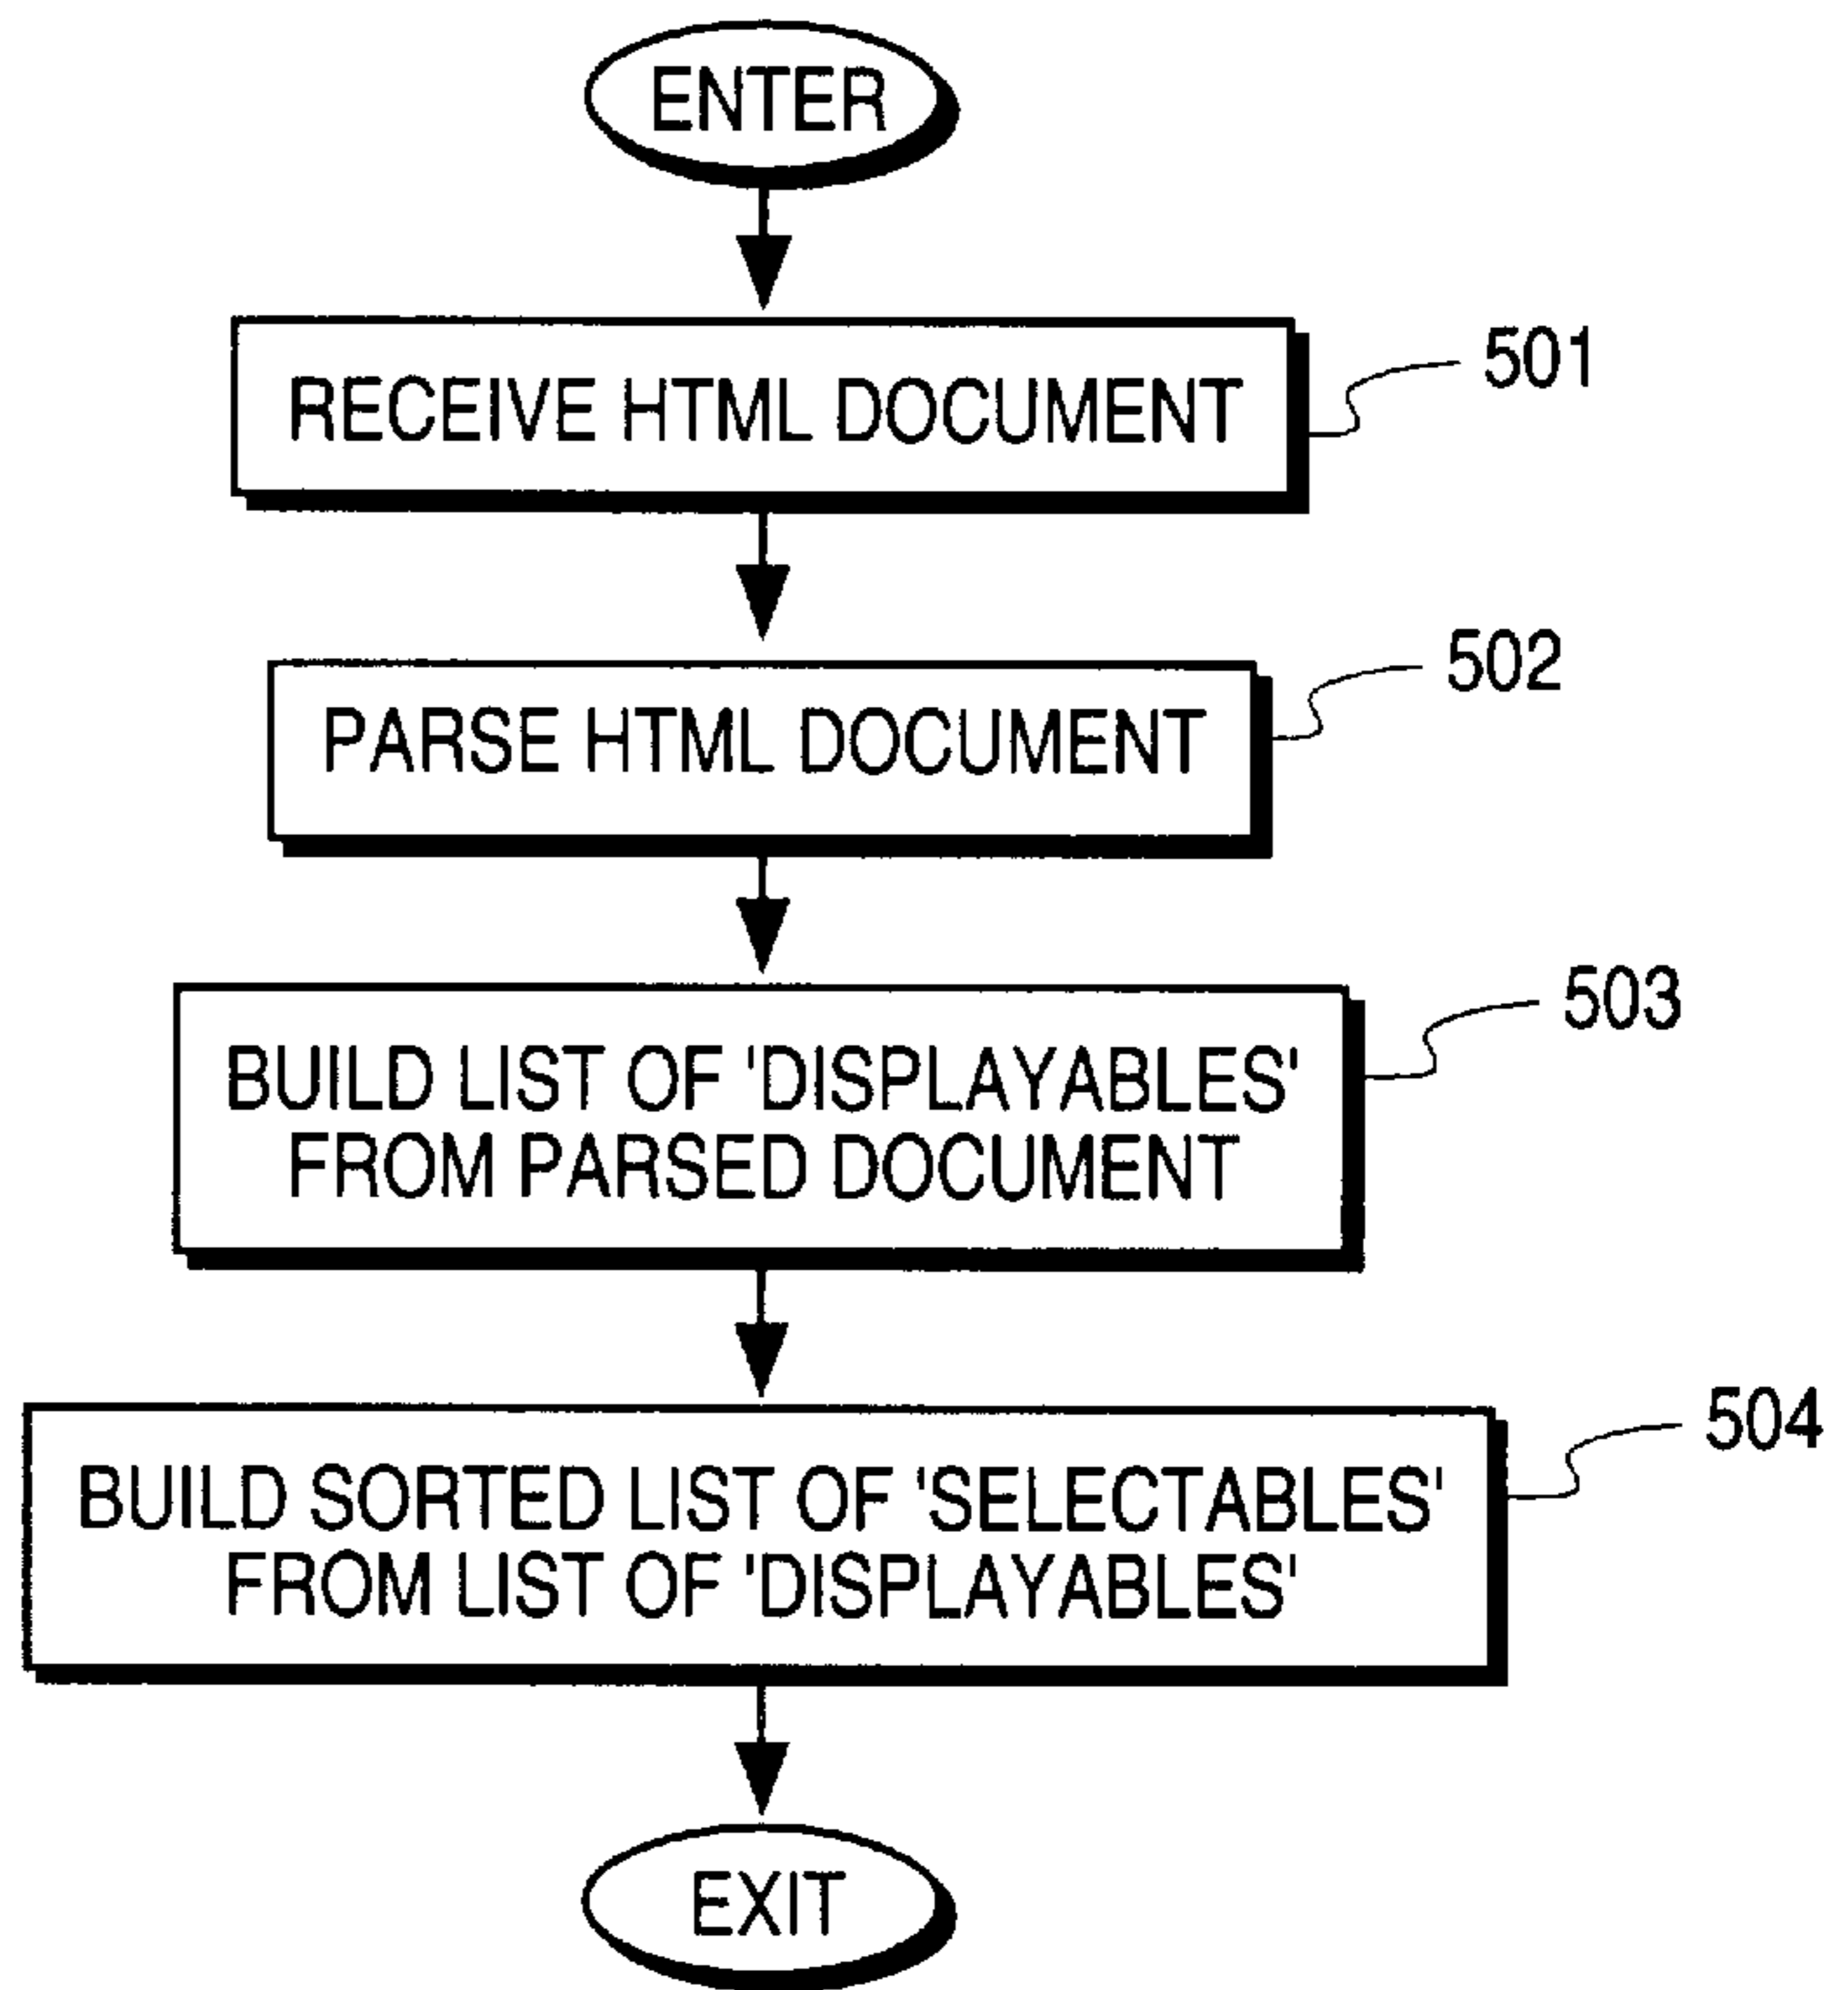 ENTER
RECEIVE HTML DOCUMENT
501
PARSE HTML DOCUMENT
502
BUILD LIST OF 'DISPLAYABLES'
FROM PARSED DOCUMENT
503
BUILD SORTED LIST OF 'SELECTABLES'
FROM LIST OF 'DISPLAYABLES'
504
EXIT